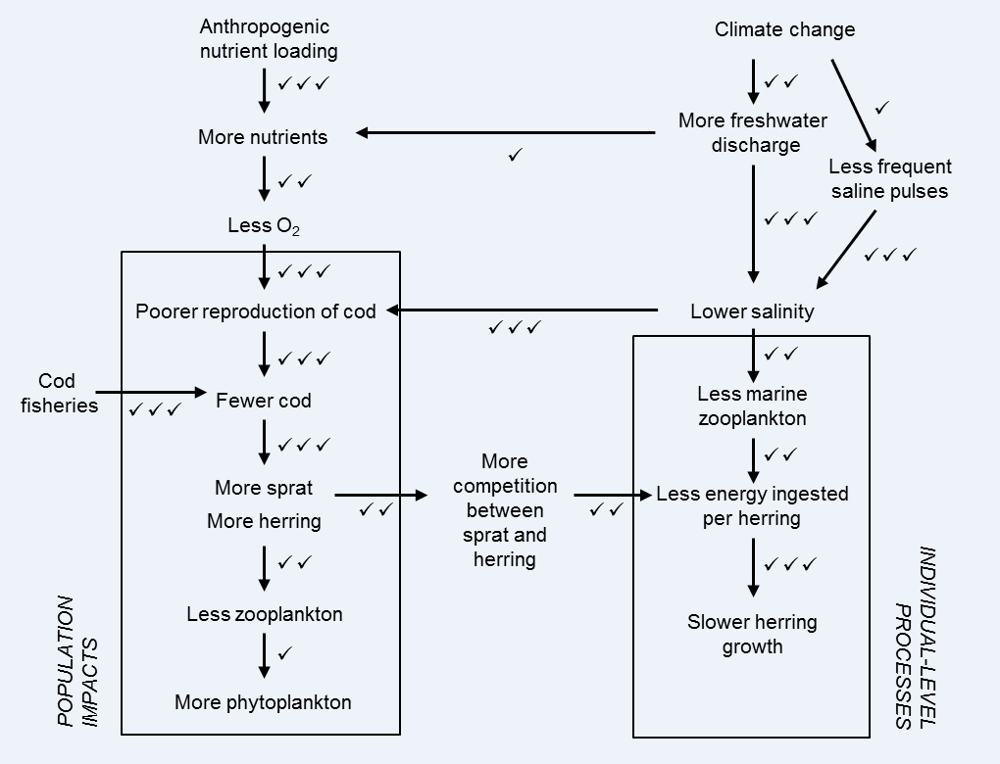 Anthropogenic
nutrient loading
✓✓✓
More nutrients
✓✓
Less O₂
✓✓✓
Poorer reproduction of cod
✓✓✓
Cod
fisheries
✓✓✓
Fewer cod
✓✓✓
More sprat
More herring
✓✓
Less zooplankton
✓
More phytoplankton
POPULATION
IMPACTS
✓
✓✓✓
✓✓
More
competition
between
sprat and
herring
✓✓
Climate change
✓✓
✓
More freshwater
discharge
Less frequent
saline pulses
✓✓✓
✓✓✓
Lower salinity
✓✓
Less marine
zooplankton
✓✓
Less energy ingested
per herring
✓✓✓
Slower herring
growth
INDIVIDUAL-LEVEL
PROCESSES